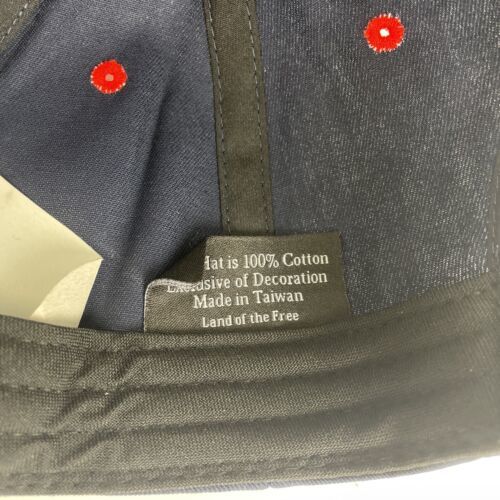 Hat is 100% Cotton
Exclusive of Decoration
Made in Taiwan
Land of the Free